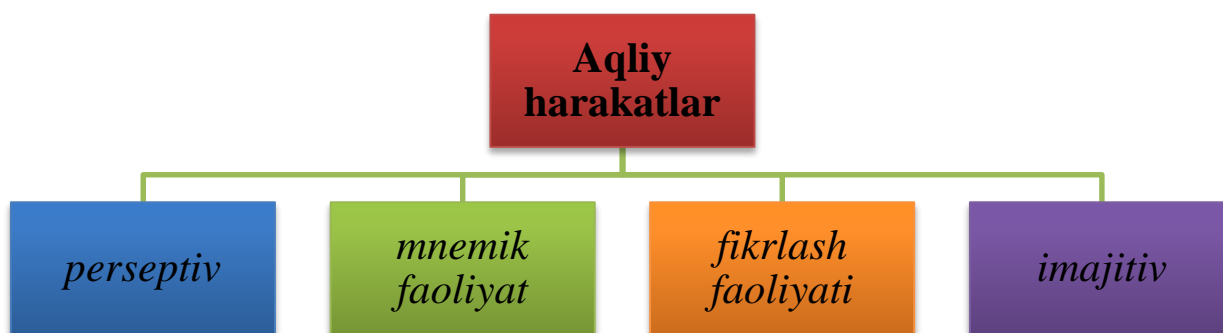 Aqliy
harakatlar
perseptiv
mnemik
faoliyat
fikrlash
faoliyati
imajitiv